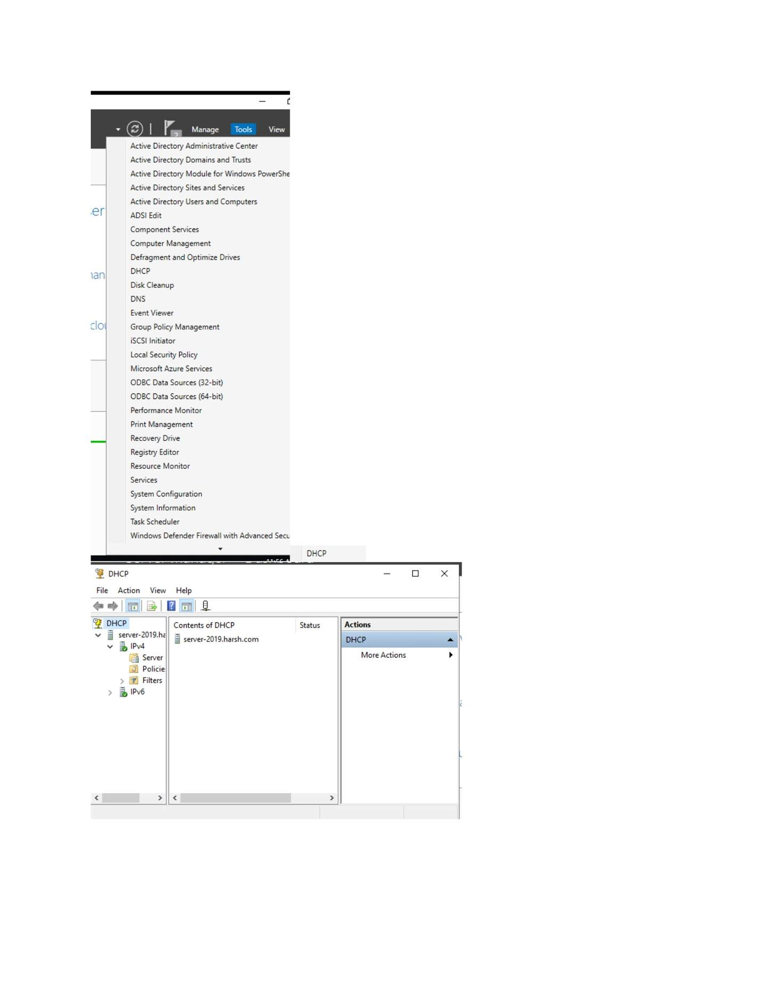 Manage Tools View
Active Directory Administrative Center
Active Directory Domains and Trusts
Active Directory Module for Windows PowerShe
Active Directory Sites and Services
Active Directory Users and Computers
ADSI Edit
Component Services
Computer Management
Defragment and Optimize Drives
DHCP
Disk Cleanup
DNS
Event Viewer
Group Policy Management
iSCSI Initiator
Local Security Policy
Microsoft Azure Services
ODBC Data Sources (32-bit)
ODBC Data Sources (64-bit)
Performance Monitor
Print Management
Recovery Drive
Registry Editor
Resource Monitor
Services
System Configuration
System Information
Task Scheduler
Windows Defender Firewall with Advanced Secu
DHCP
DHCP
File Action View Help
DHCP
server-2019.ha
IPv4
Server
Policie
Filters
IPv6
Contents of DHCP Status
server-2019.harsh.com
Actions
DHCP
More Actions